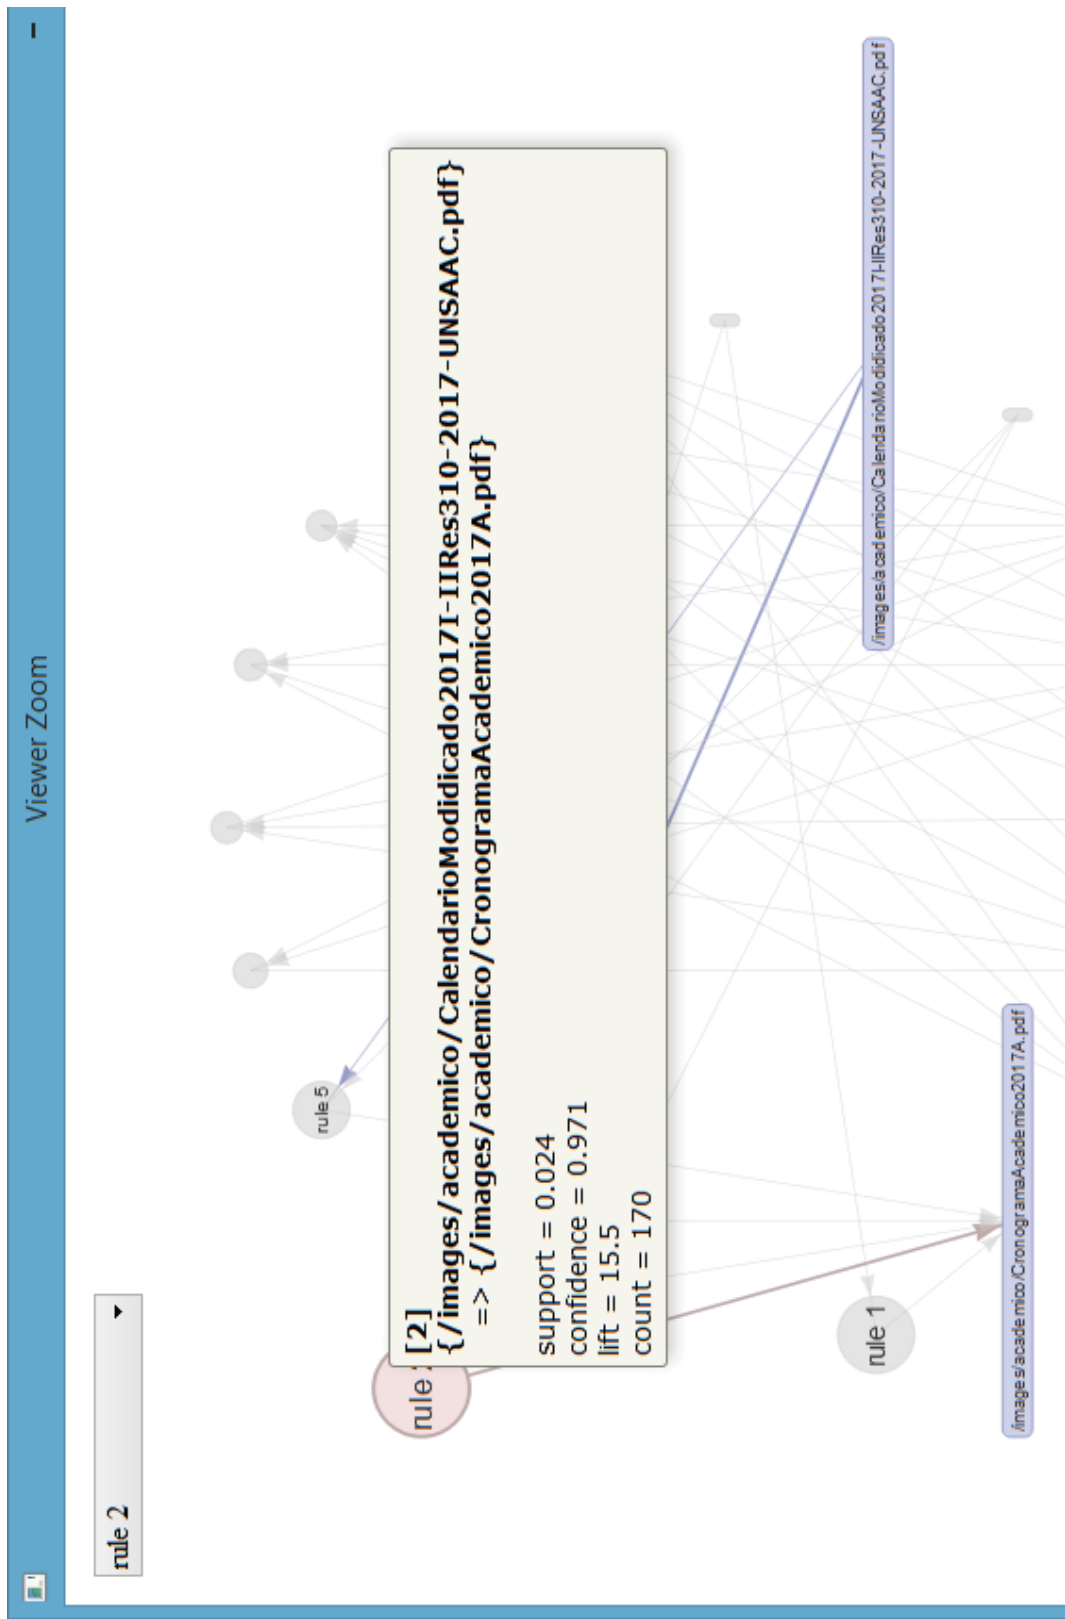 Viewer Zoom
rule 2
rule 5
rule
[2]
{/images/academico/CalendarioModidicado2017I-IIRes310-2017-UNSAAC.pdf}
=> {/images/academico/CronogramaAcademico2017A.pdf}
support = 0.024
confidence = 0.971
lift = 15.5
count = 170
rule 1
/images/academico/CalendarioModidicado2017I-IIRes310-2017-UNSAAC.pdf
/images/academico/CronogramaAcademico2017A.pdf